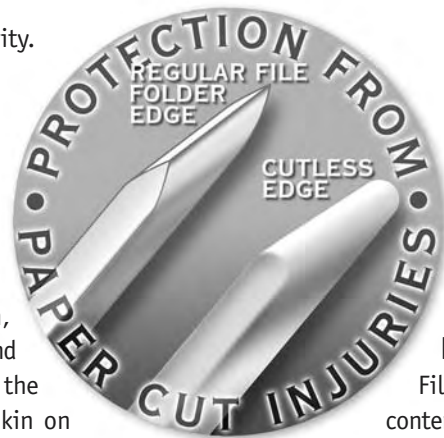 ity.
PROTECTION FROM
REGULAR FILE
FOLDER
EDGE
CUTLESS
EDGE
PAPER CUT INJURIES
nd
the
Fil
kin on
conte